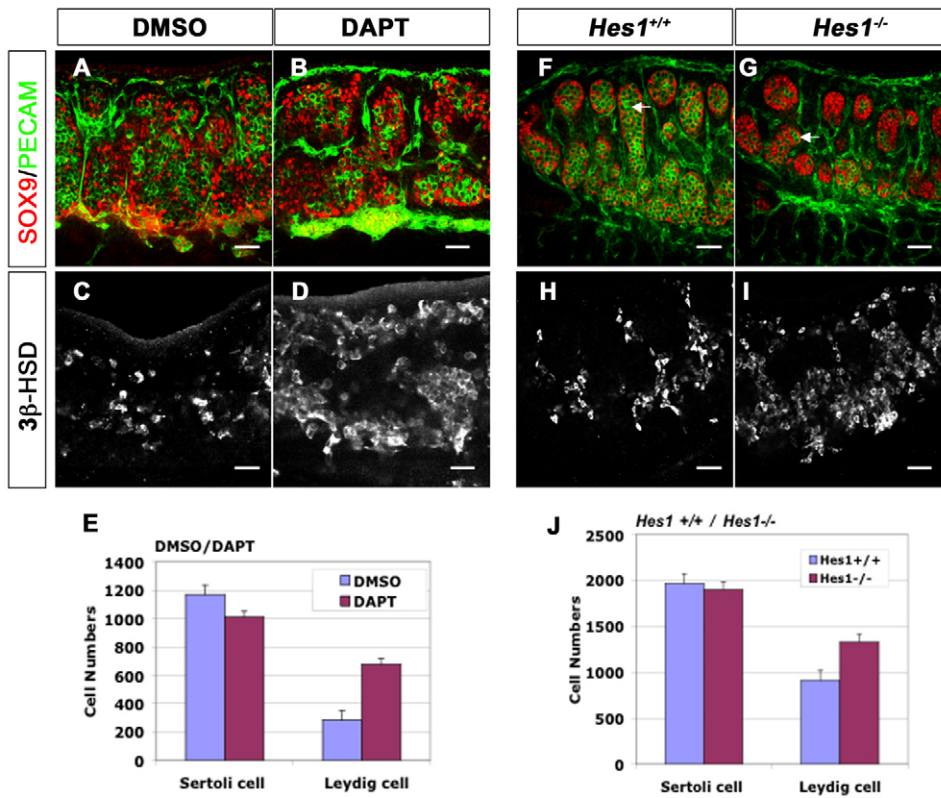 DMSO
DAPT
Hes1+/+
Hes1-/-
SOX9/PECAM
A
B
F
G
3β-HSD
C
D
H
I
E
DMSO/DAPT
1400
1200
1000
800
600
400
200
0
Cell Numbers
DMSO
DAPT
Sertoli cell
Leydig cell
J
Hes1 +/+ / Hes1-/-
2500
2000
1500
1000
500
0
Cell Numbers
Hes1+/+
Hes1-/-
Sertoli cell
Leydig cell